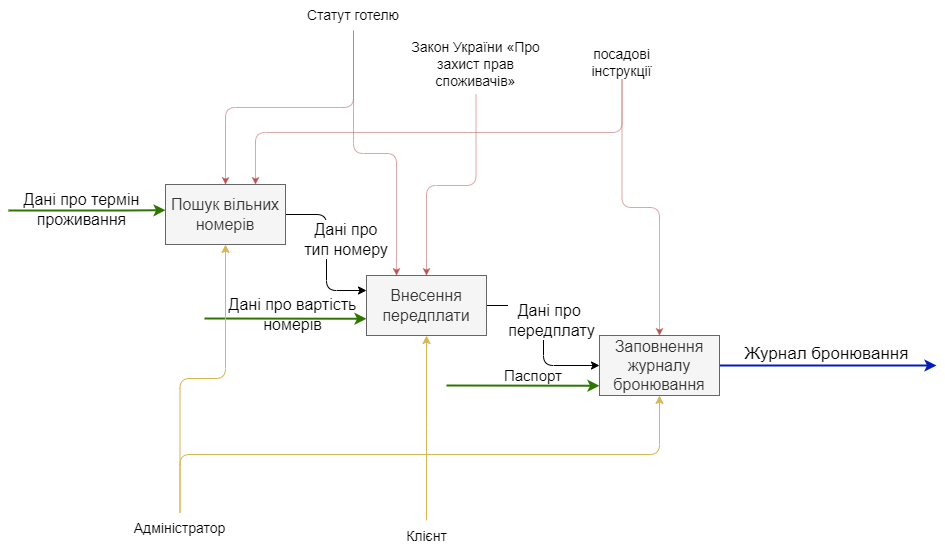 Статут готелю
Закон України «Про
захист прав
споживачів»
посадові
інструкції
Дані про термін
проживання
Пошук вільних
номерів
Дані про
тип номеру
Дані про вартість
номерів
Внесення
передплати
Дані про
передплату
Заповнення
журналу
бронювання
Журнал бронювання
Паспорт
Адміністратор
Клієнт